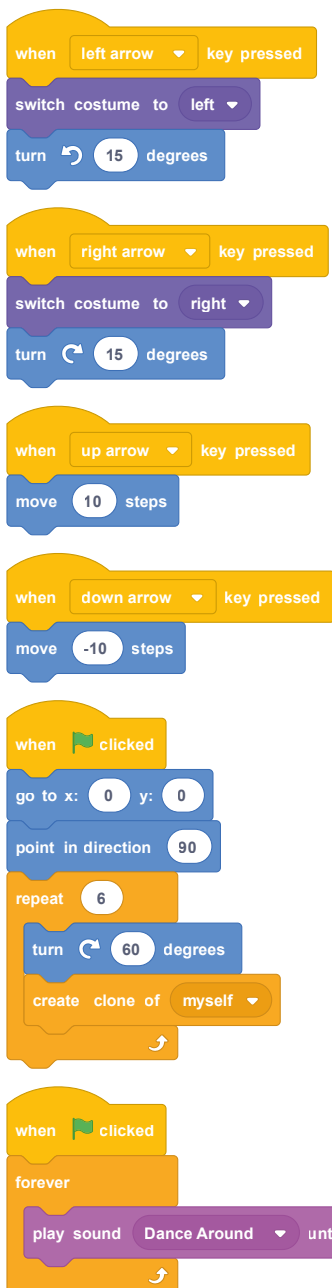 when left arrow key pressed
switch costume to left
turn 15 degrees
when right arrow key pressed
switch costume to right
turn 15 degrees
when up arrow key pressed
move 10 steps
when down arrow key pressed
move -10 steps
when clicked
go to x: 0 y: 0
point in direction 90
repeat 6
turn 60 degrees
create clone of myself
when clicked
forever
play sound Dance Around